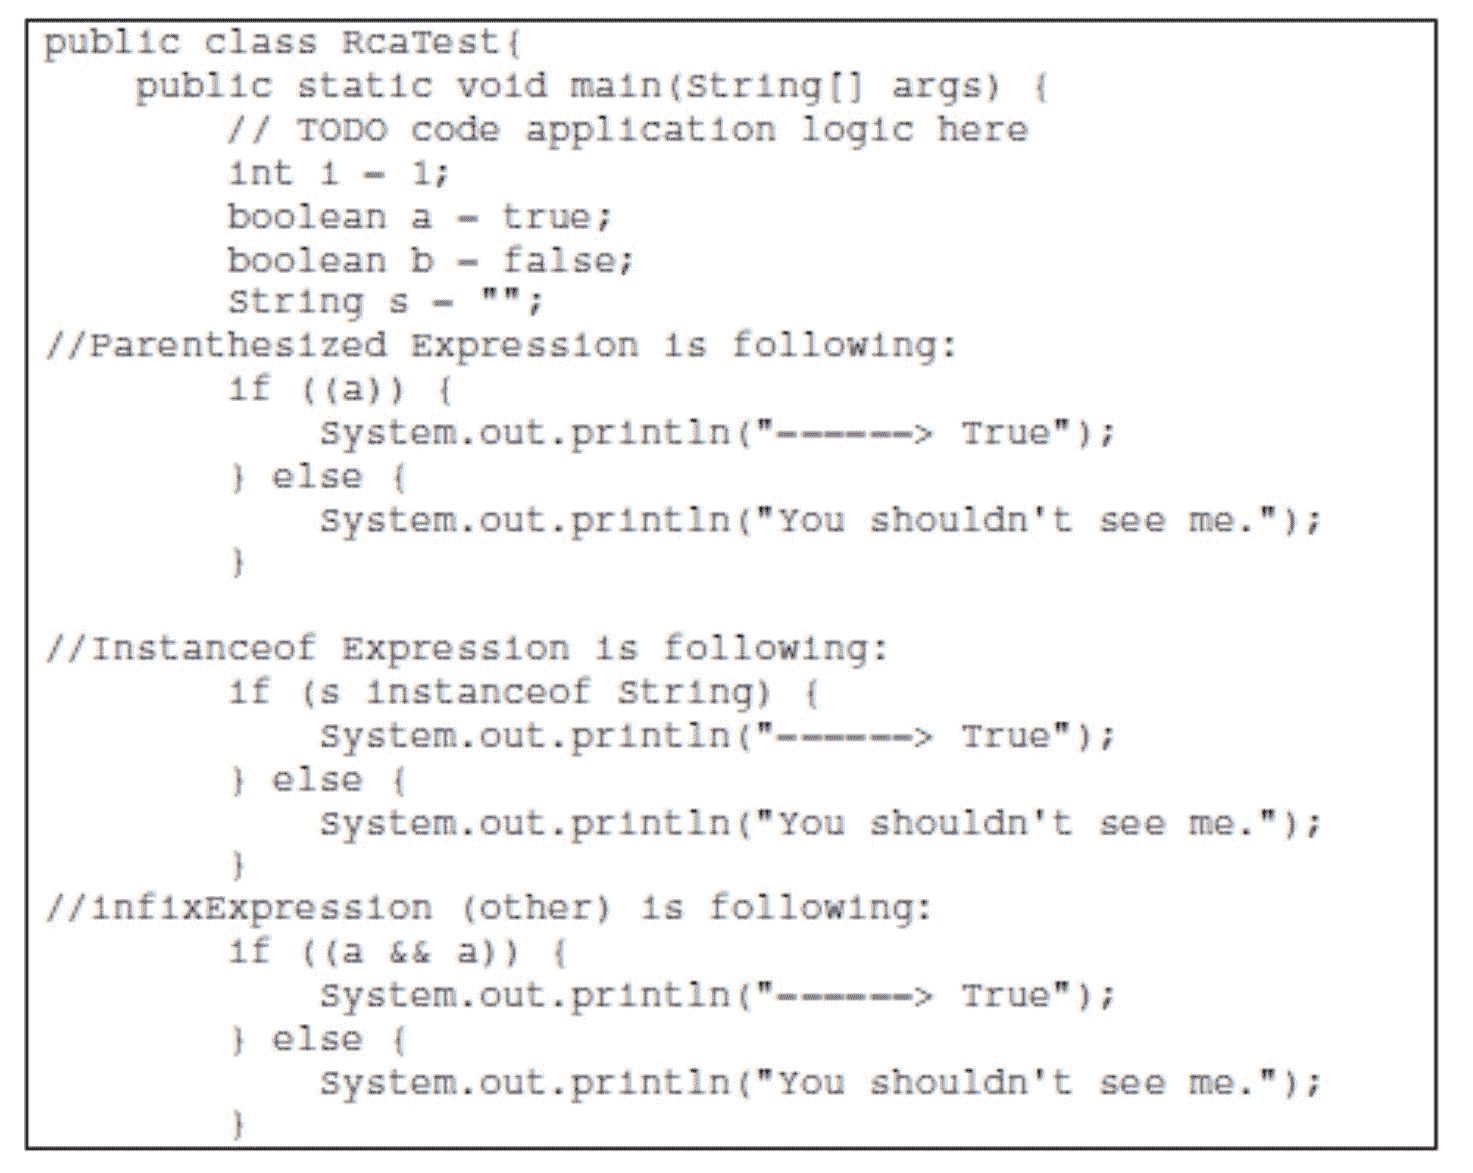 public class RcaTest{
public static void main(String[] args) {
// TODO code application logic here
int i = 1;
boolean a = true;
boolean b = false;
String s = "";
//Parenthesized Expression is following:
if ((a)) {
System.out.println("------> True");
} else {
System.out.println("You shouldn't see me.");
}
//Instanceof Expression is following:
if (s instanceof String) {
System.out.println("------> True");
} else {
System.out.println("You shouldn't see me.");
}
//infixExpression (other) is following:
if ((a && a)) {
System.out.println("------> True");
} else {
System.out.println("You shouldn't see me.");
}